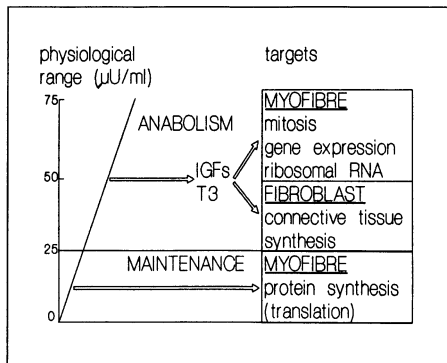 physiological
range (µU/ml)
targets
75
50
25
0
ANABOLISM
IGFs
T3
MAINTENANCE
MYOFIBRE
mitosis
gene expression
ribosomal RNA
FIBROBLAST
connective tissue
synthesis
MYOFIBRE
protein synthesis
(translation)